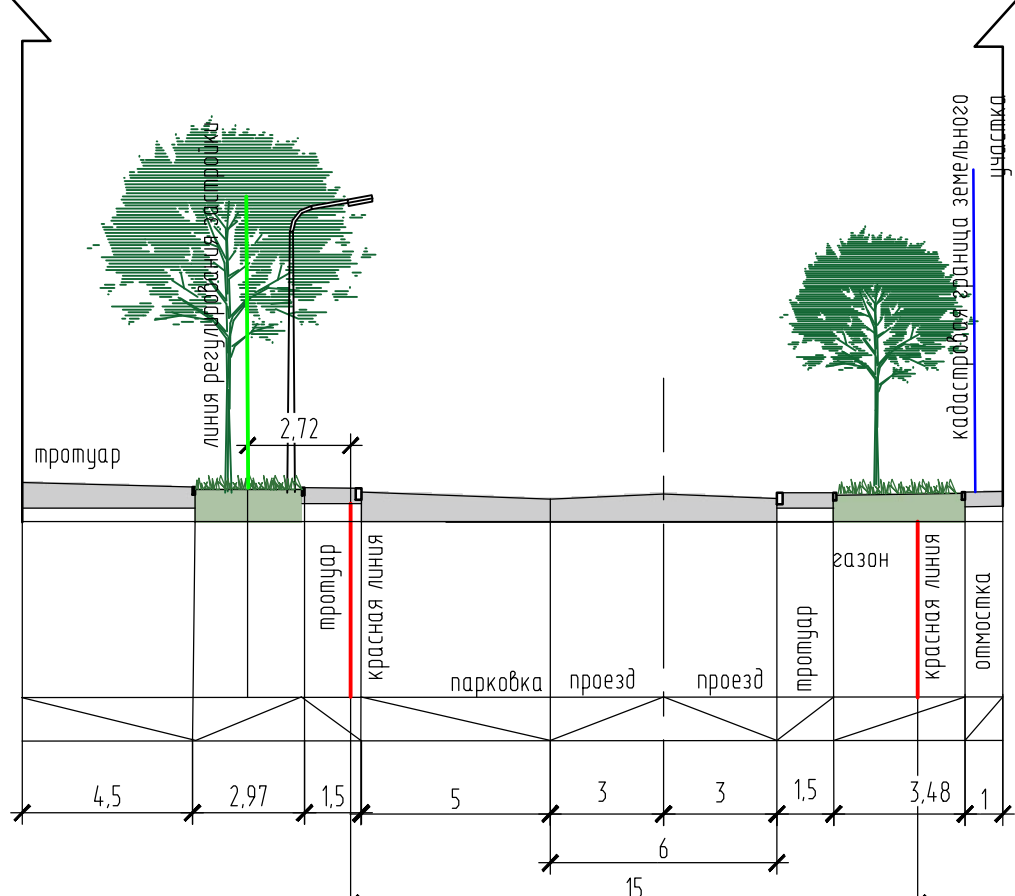 линия регулирования застройки
кадастровая граница земельного
участка
2,72
тротуар
тротуар
красная линия
газон
тротуар
красная линия
отмостка
парковка
проезд
проезд
4,5
2,97
1,5
5
3
3
1,5
3,48
1
6
15